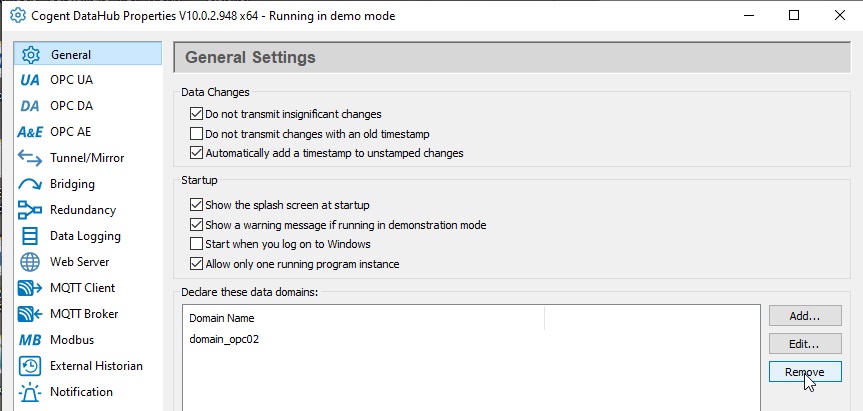 Cogent DataHub Properties V10.0.2.948 x64 - Running in demo mode
General
UA OPC UA
DA OPC DA
A&E OPC AE
Tunnel/Mirror
Bridging
Redundancy
Data Logging
Web Server
MQTT Client
MQTT Broker
MB Modbus
External Historian
Notification
General Settings
Data Changes
Do not transmit insignificant changes
Do not transmit changes with an old timestamp
Automatically add a timestamp to unstamped changes
Startup
Show the splash screen at startup
Show a warning message if running in demonstration mode
Start when you log on to Windows
Allow only one running program instance
Declare these data domains:
Domain Name
domain_opc02
Add...
Edit...
Remove